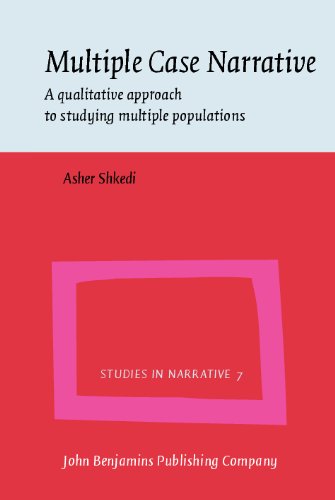 Multiple Case Narrative
A qualitative approach
to studying multiple populations
Asher Shkedi
STUDIES IN NARRATIVE 7
John Benjamins Publishing Company